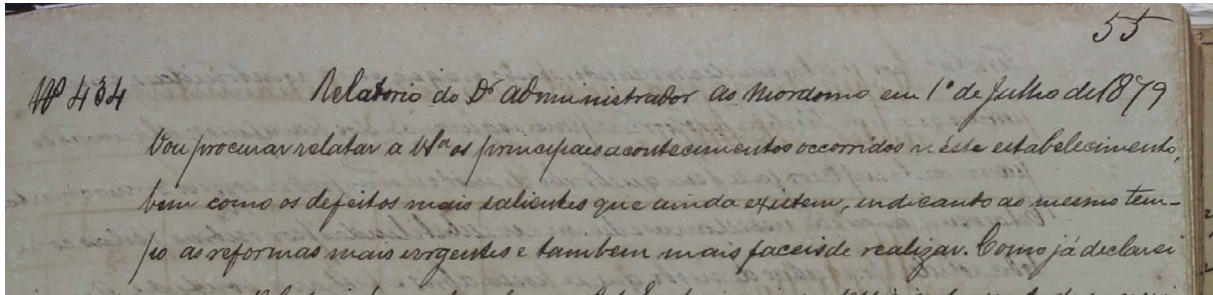 55
Nº 434 Relatorio do Dr Administrador ao Mordomo em 1º de Julho de 1879
Vou procurar relatar a Vsª os principaes acontecimentos occorridos n'éste estabelecimento,
bem como os defeitos mais salientes que ainda existem, indicando ao mesmo tem-
po as reformas mais urgentes e tambem mais faceis de realizar. Como já declarei